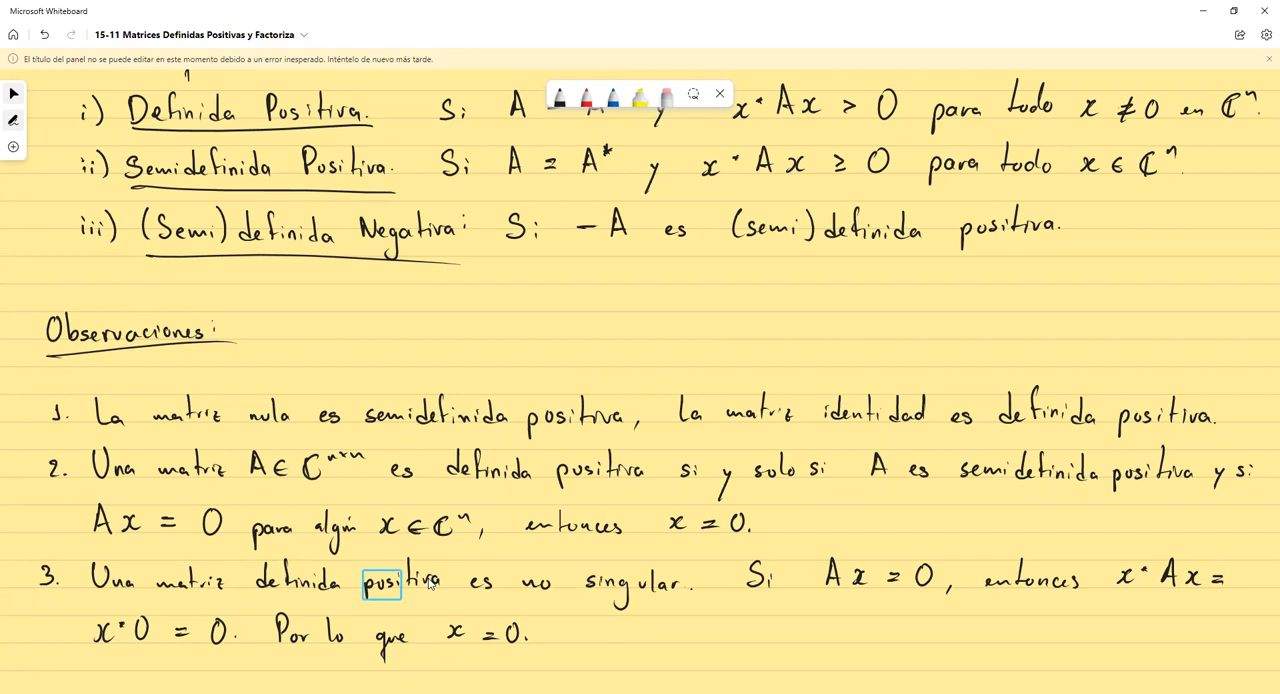 Microsoft Whiteboard
15-11 Matrices Definidas Positivas y Factoriza
El título del panel no se puede editar en este momento debido a un error inesperado. Inténtelo de nuevo más tarde.
i) Definida Positiva. Si A y x* Ax > 0 para todo x ≠ 0 en ℂⁿ.
ii) Semidefinida Positiva. Si A = A* y x* Ax ≥ 0 para todo x ∈ ℂⁿ.
iii) (Semi) definida Negativa: Si - A es (semi) definida positiva.
Observaciones:
1. La matriz nula es semidefinida positiva, la matriz identidad es definida positiva.
2. Una matriz A ∈ ℂⁿˣⁿ es definida positiva si y solo si A es semidefinida positiva y si
Ax = 0 para algún x ∈ ℂⁿ, entonces x = 0.
3. Una matriz definida positiva es no singular. Si Ax = 0, entonces x* Ax =
x* 0 = 0. Por lo que x = 0.